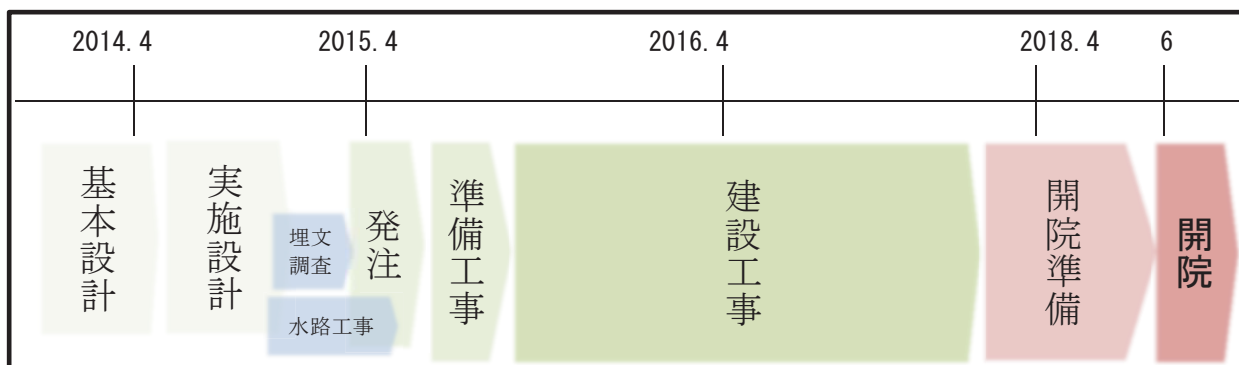 2014.4
2015.4
2016.4
2018.4
6
基本設計
実施設計
埋文
調査
水路工事
発注
準備工事
建設工事
開院準備
開院